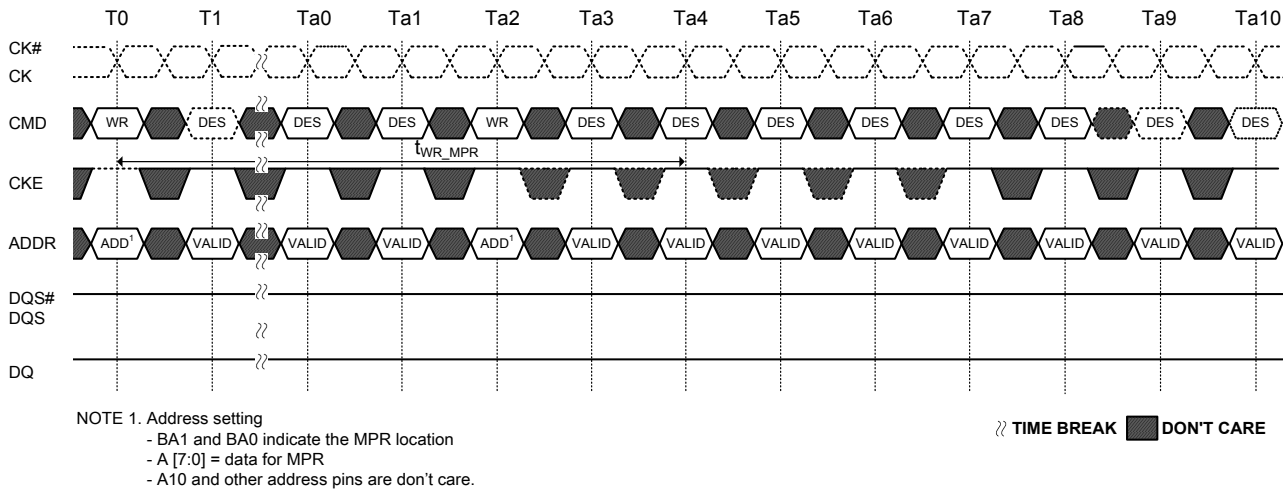 T0 T1 Ta0 Ta1 Ta2 Ta3 Ta4 Ta5 Ta6 Ta7 Ta8 Ta9 Ta10
CK#
CK
CMD WR DES DES DES WR DES DES DES DES DES DES DES DES
tWR_MPR
CKE
ADDR ADD¹ VALID VALID VALID ADD¹ VALID VALID VALID VALID VALID VALID VALID VALID
DQS#
DQS
DQ
NOTE 1. Address setting
- BA1 and BA0 indicate the MPR location
- A [7:0] = data for MPR
- A10 and other address pins are don’t care.
TIME BREAK DON'T CARE